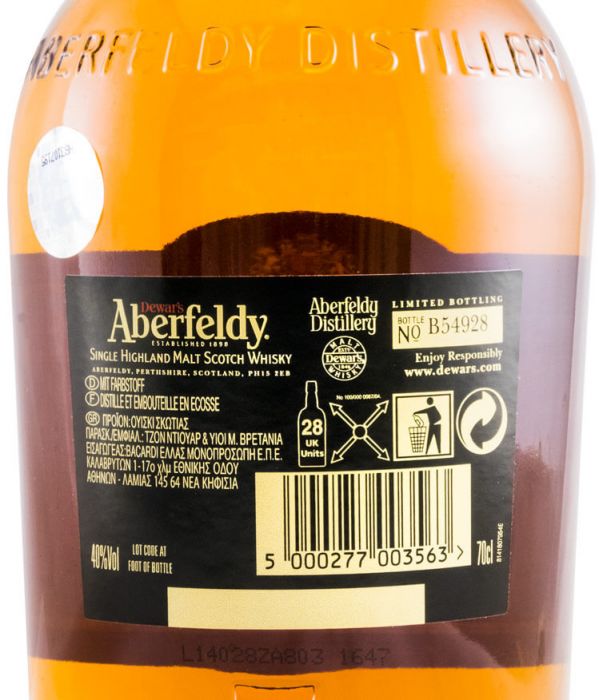 ABERFELDY DISTILLERY
Dewar's
Aberfeldy.
ESTABLISHED 1898
SINGLE HIGHLAND MALT SCOTCH WHISKY
ABERFELDY, PERTHSHIRE, SCOTLAND, PH15 2EB
D MIT FARBSTOFF
F DISTILLE ET EMBOUTEILLE EN ECOSSE
GR ΠΡΟΪΟΝ: ΟΥΙΣΚΙ ΣΚΩΤΙΑΣ
ΠΑΡΑΣΚ./ΕΜΦΙΑΛ.: ΤΖΟΝ ΝΤΙΟΥΑΡ & ΥΙΟΙ Μ. ΒΡΕΤΑΝΙΑ
ΕΙΣΑΓΩΓΕΑΣ: BACARDI ΕΛΛΑΣ ΜΟΝΟΠΡΟΣΩΠΗ Ε.Π.Ε.
ΚΑΛΑΒΡΥΤΩΝ 1-17ο χλμ ΕΘΝΙΚΗΣ ΟΔΟΥ
ΑΘΗΝΩΝ - ΛΑΜΙΑΣ 145 64 ΝΕΑ ΚΗΦΙΣΙΑ
40%Vol
LOT CODE AT
FOOT OF BOTTLE
Aberfeldy
Distillery
MALT
Dewar's
WHISKY
LIMITED BOTTLING
BOTTLE
No B54928
Enjoy Responsibly
www.dewars.com
28
UK
Units
5 000277 003563 >
70cl
L14028ZA803 1647